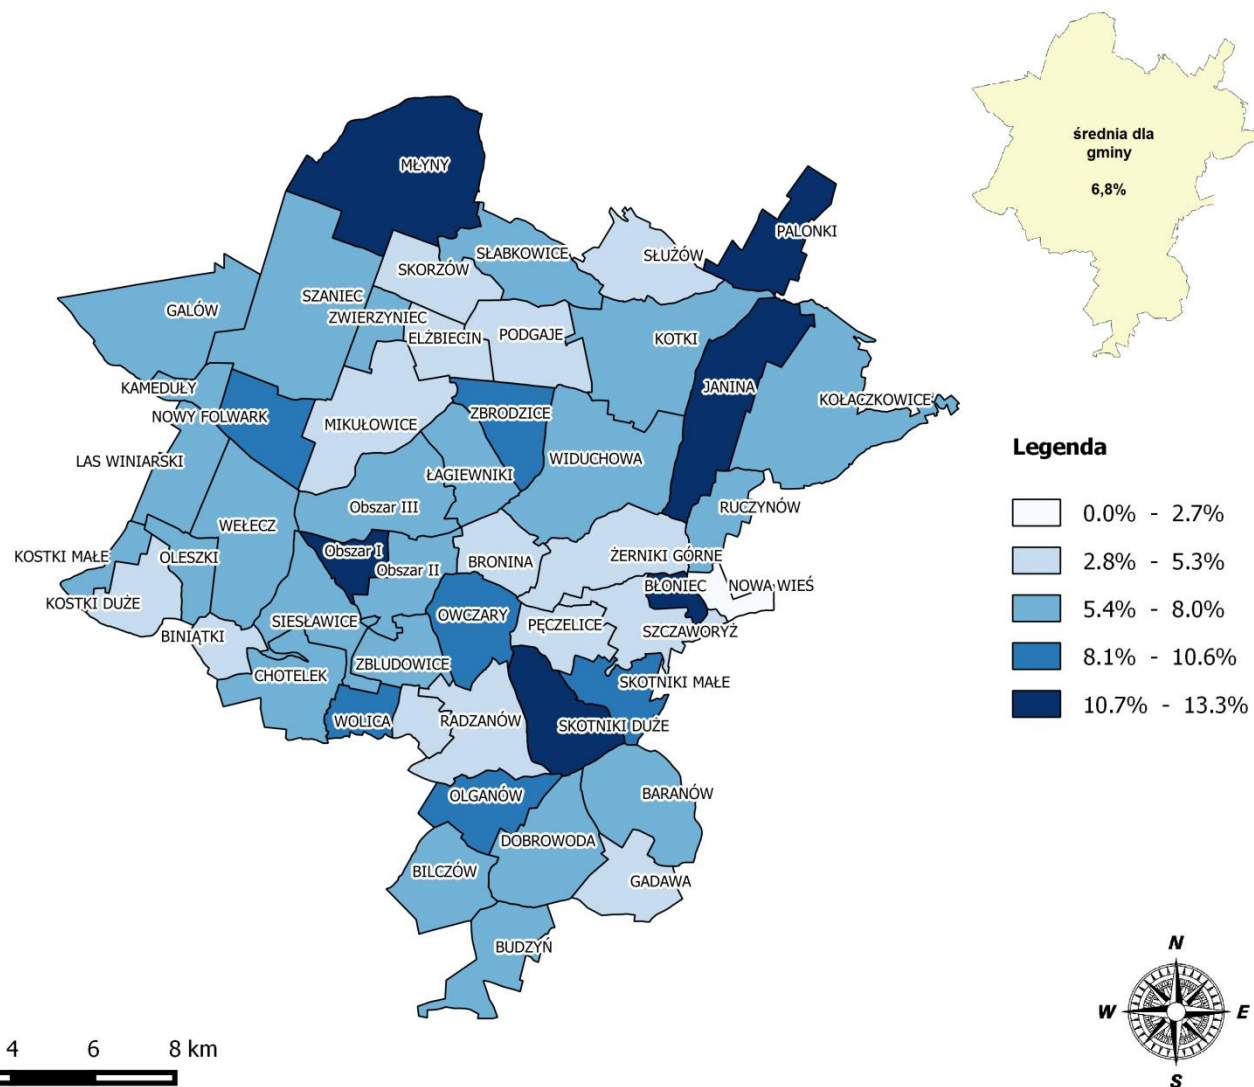 średnia dla
gminy
6,8%
MŁYNY
PALONKI
SŁABKOWICE
SŁUŻÓW
SKORZÓW
SZANIEC
GALÓW
ZWIERZYNIEC
ELŻBIECIN
PODGAJE
KOTKI
KAMEDUŁY
JANINA
KOŁACZKOWICE
NOWY FOLWARK
ZBRODZICE
MIKUŁOWICE
Legenda
LAS WINIARSKI
WIDUCHOWA
ŁAGIEWNIKI
Obszar III
RUCZYNÓW
0.0% - 2.7%
WEŁECZ
KOSTKI MAŁE
OLESZKI
Obszar I
Obszar II
BRONINA
ŻERNIKI GÓRNE
2.8% - 5.3%
BŁONIEC
NOWA WIEŚ
KOSTKI DUŻE
SIESŁAWICE
OWCZARY
PĘCZELICE
SZCZAWORYŻ
5.4% - 8.0%
BINIĄTKI
CHOTELEK
ZBLUDOWICE
SKOTNIKI MAŁE
8.1% - 10.6%
WOLICA
RADZANÓW
SKOTNIKI DUŻE
10.7% - 13.3%
OLGANÓW
BARANÓW
DOBROWODA
BILCZÓW
GADAWA
BUDZYŃ
N
W
E
S
4 6 8 km